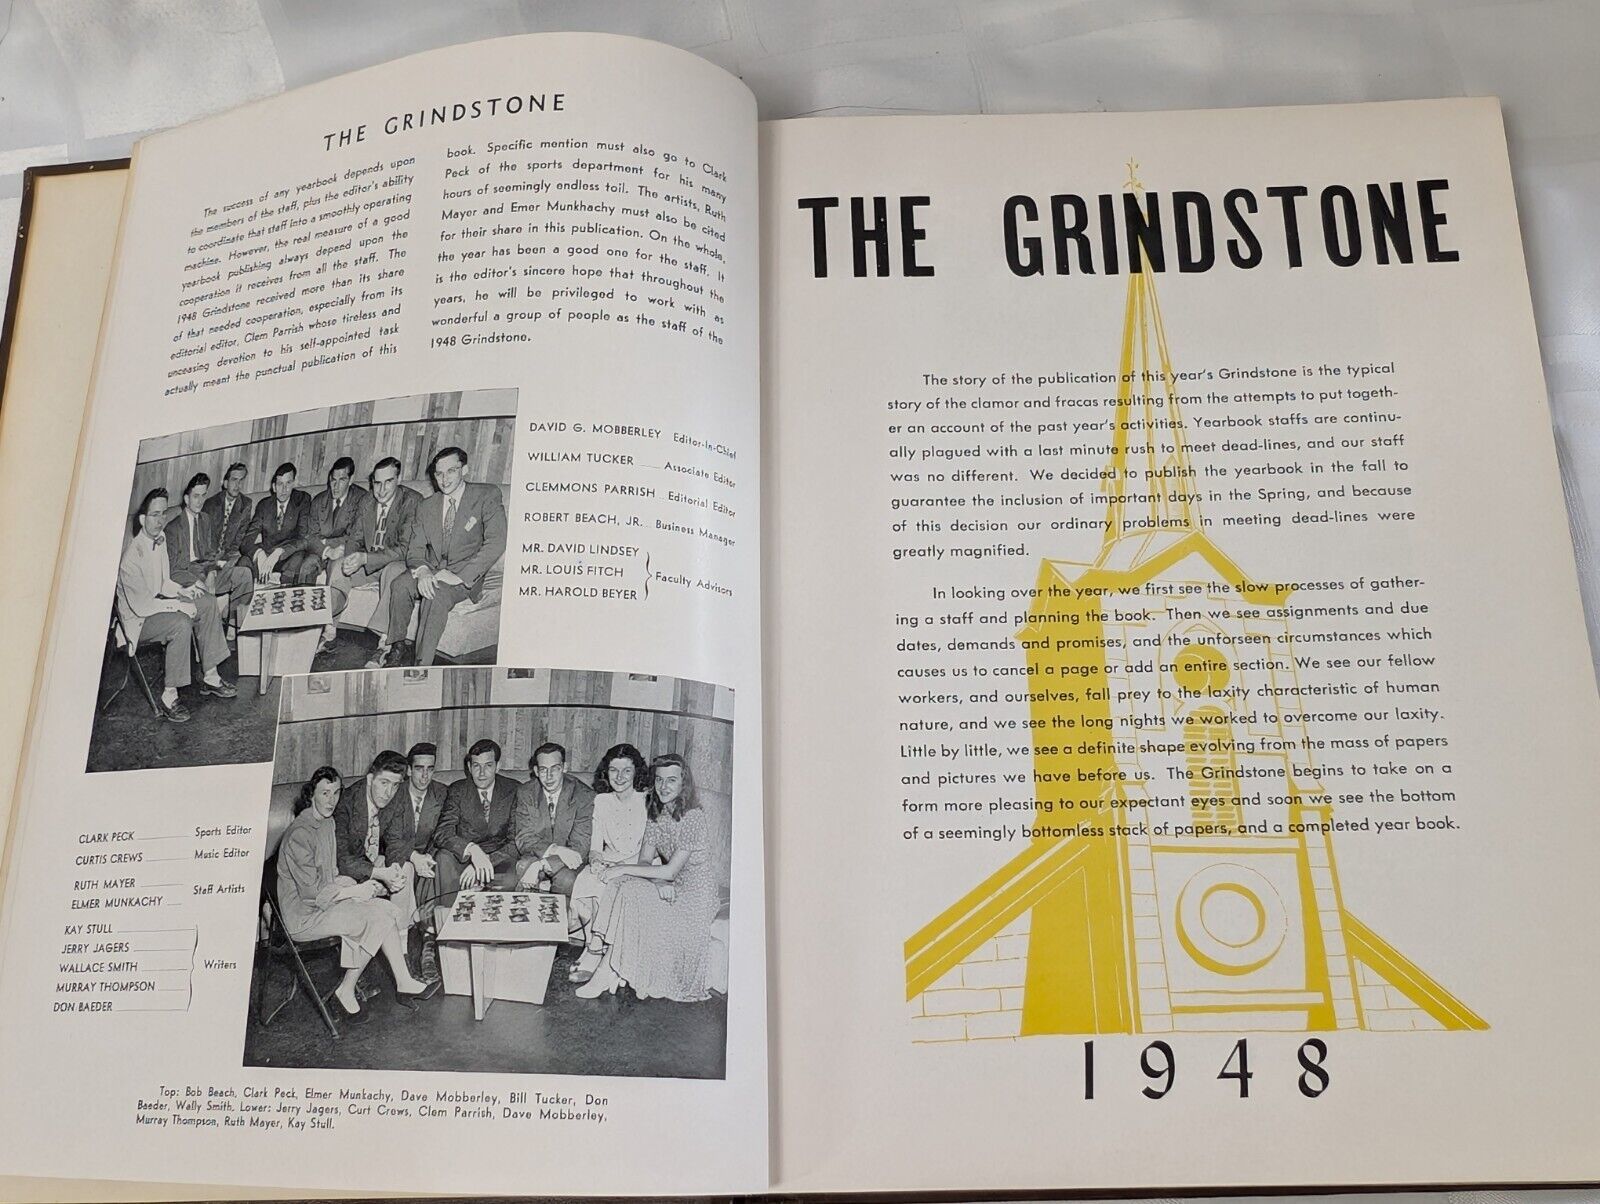 THE GRINDSTONE
The success of any yearbook depends upon
the members of the staff, plus the editor's ability
to coordinate that staff into a smoothly operating
machine. However, the real measure of a good
yearbook publishing always depend upon the
cooperation it receives from all the staff. The
1948 Grindstone received more than its share
of that needed cooperation, especially from its
editorial editor, Clem Parrish whose tireless and
unceasing devotion to his self-appointed task
actually meant the punctual publication of this
book. Specific mention must also go to Clark
Peck of the sports department for his many
hours of seemingly endless toil. The artists, Ruth
Mayer and Emer Munkhachy must also be cited
for their share in this publication. On the whole,
the year has been a good one for the staff. It
is the editor's sincere hope that throughout the
years, he will be privileged to work with as
wonderful a group of people as the staff of the
1948 Grindstone.
DAVID G. MOBBERLEY Editor-In-Chief
WILLIAM TUCKER Associate Editor
CLEMMONS PARRISH Editorial Editor
ROBERT BEACH, JR. Business Manager
MR. DAVID LINDSEY
MR. LOUIS FITCH Faculty Advisors
MR. HAROLD BEYER
CLARK PECK Sports Editor
CURTIS CREWS Music Editor
RUTH MAYER Staff Artists
ELMER MUNKACHY
KAY STULL
JERRY JAGERS
WALLACE SMITH Writers
MURRAY THOMPSON
DON BAEDER
Top: Bob Beach, Clark Peck, Elmer Munkachy, Dave Mobberley, Bill Tucker, Don
Baeder, Wally Smith. Lower: Jerry Jagers, Curt Crews, Clem Parrish, Dave Mobberley,
Murray Thompson, Ruth Mayer, Kay Stull.
THE GRINDSTONE
The story of the publication of this year's Grindstone is the typical
story of the clamor and fracas resulting from the attempts to put togeth-
er an account of the past year's activities. Yearbook staffs are continu-
ally plagued with a last minute rush to meet dead-lines, and our staff
was no different. We decided to publish the yearbook in the fall to
guarantee the inclusion of important days in the Spring, and because
of this decision our ordinary problems in meeting dead-lines were
greatly magnified.
In looking over the year, we first see the slow processes of gather-
ing a staff and planning the book. Then we see assignments and due
dates, demands and promises, and the unforseen circumstances which
causes us to cancel a page or add an entire section. We see our fellow
workers, and ourselves, fall prey to the laxity characteristic of human
nature, and we see the long nights we worked to overcome our laxity.
Little by little, we see a definite shape evolving from the mass of papers
and pictures we have before us. The Grindstone begins to take on a
form more pleasing to our expectant eyes and soon we see the bottom
of a seemingly bottomless stack of papers, and a completed year book.
1948